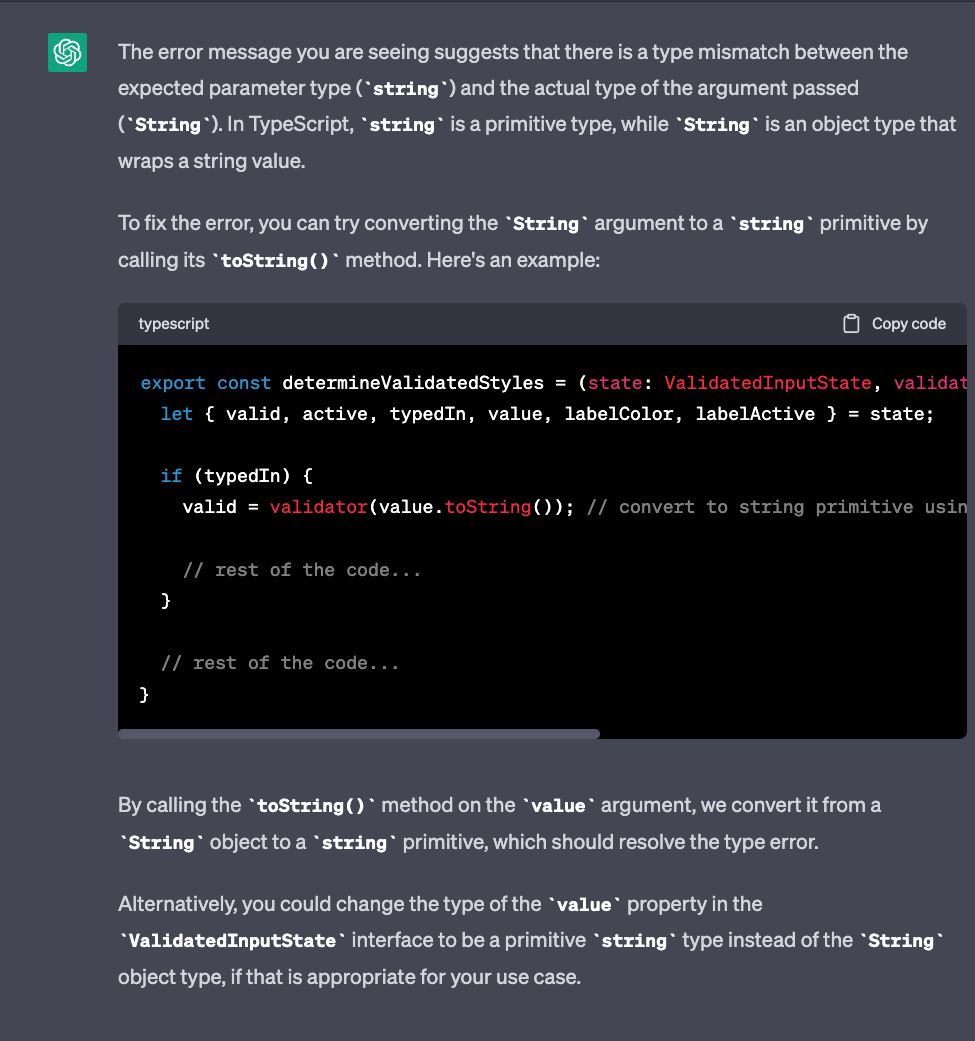 The error message you are seeing suggests that there is a type mismatch between the
expected parameter type (`string`) and the actual type of the argument passed
(`String`). In TypeScript, `string` is a primitive type, while `String` is an object type that
wraps a string value.
To fix the error, you can try converting the `String` argument to a `string` primitive by
calling its `toString()` method. Here's an example:
typescript Copy code
export const determineValidatedStyles = (state: ValidatedInputState, validat
let { valid, active, typedIn, value, labelColor, labelActive } = state;
if (typedIn) {
valid = validator(value.toString()); // convert to string primitive usin
// rest of the code...
}
// rest of the code...
}
By calling the `toString()` method on the `value` argument, we convert it from a
`String` object to a `string` primitive, which should resolve the type error.
Alternatively, you could change the type of the `value` property in the
`ValidatedInputState` interface to be a primitive `string` type instead of the `String`
object type, if that is appropriate for your use case.